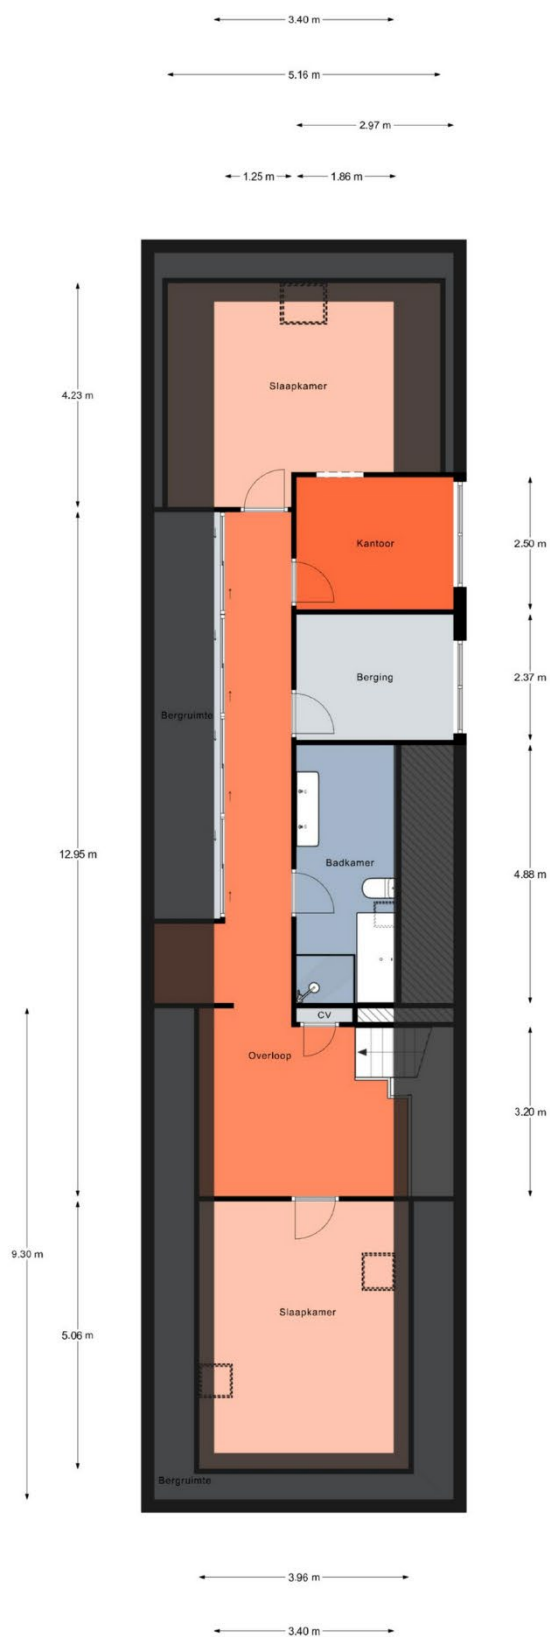 3.40 m
5.16 m
2.97 m
1.25 m
1.86 m
Slaapkamer
4.23 m
Kantoor
2.50 m
Berging
2.37 m
Bergruimte
12.95 m
Badkamer
4.88 m
CV
Overloop
3.20 m
9.30 m
Slaapkamer
5.06 m
Bergruimte
3.96 m
3.40 m